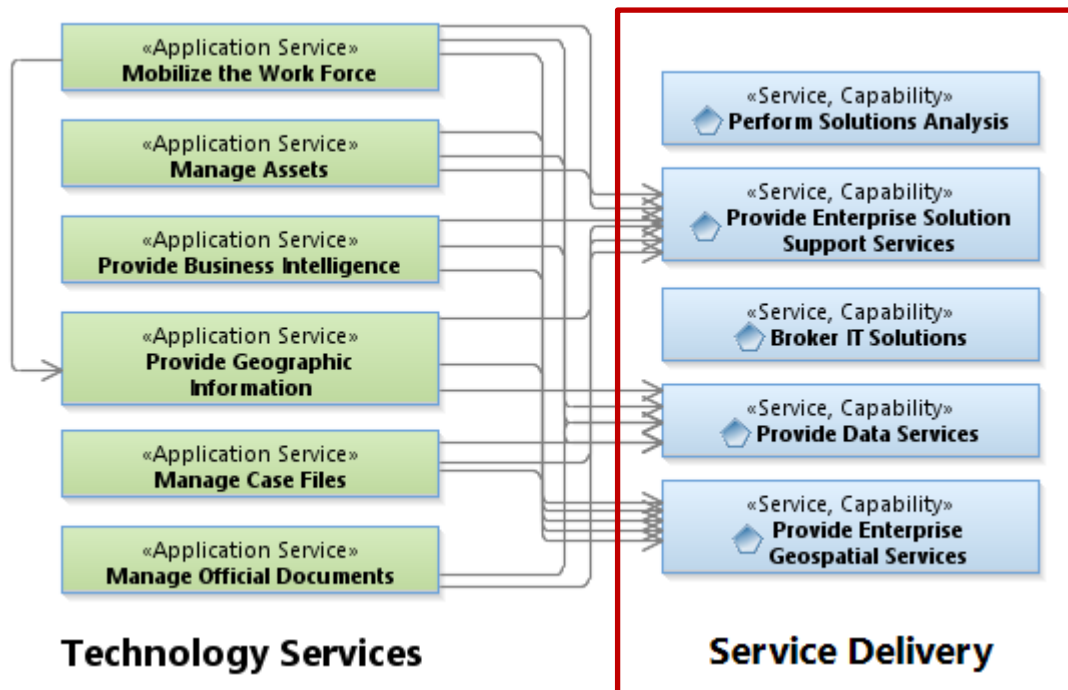 «Application Service»
Mobilize the Work Force
«Application Service»
Manage Assets
«Application Service»
Provide Business Intelligence
«Application Service»
Provide Geographic
Information
«Application Service»
Manage Case Files
«Application Service»
Manage Official Documents
Technology Services
«Service, Capability»
Perform Solutions Analysis
«Service, Capability»
Provide Enterprise Solution
Support Services
«Service, Capability»
Broker IT Solutions
«Service, Capability»
Provide Data Services
«Service, Capability»
Provide Enterprise
Geospatial Services
Service Delivery